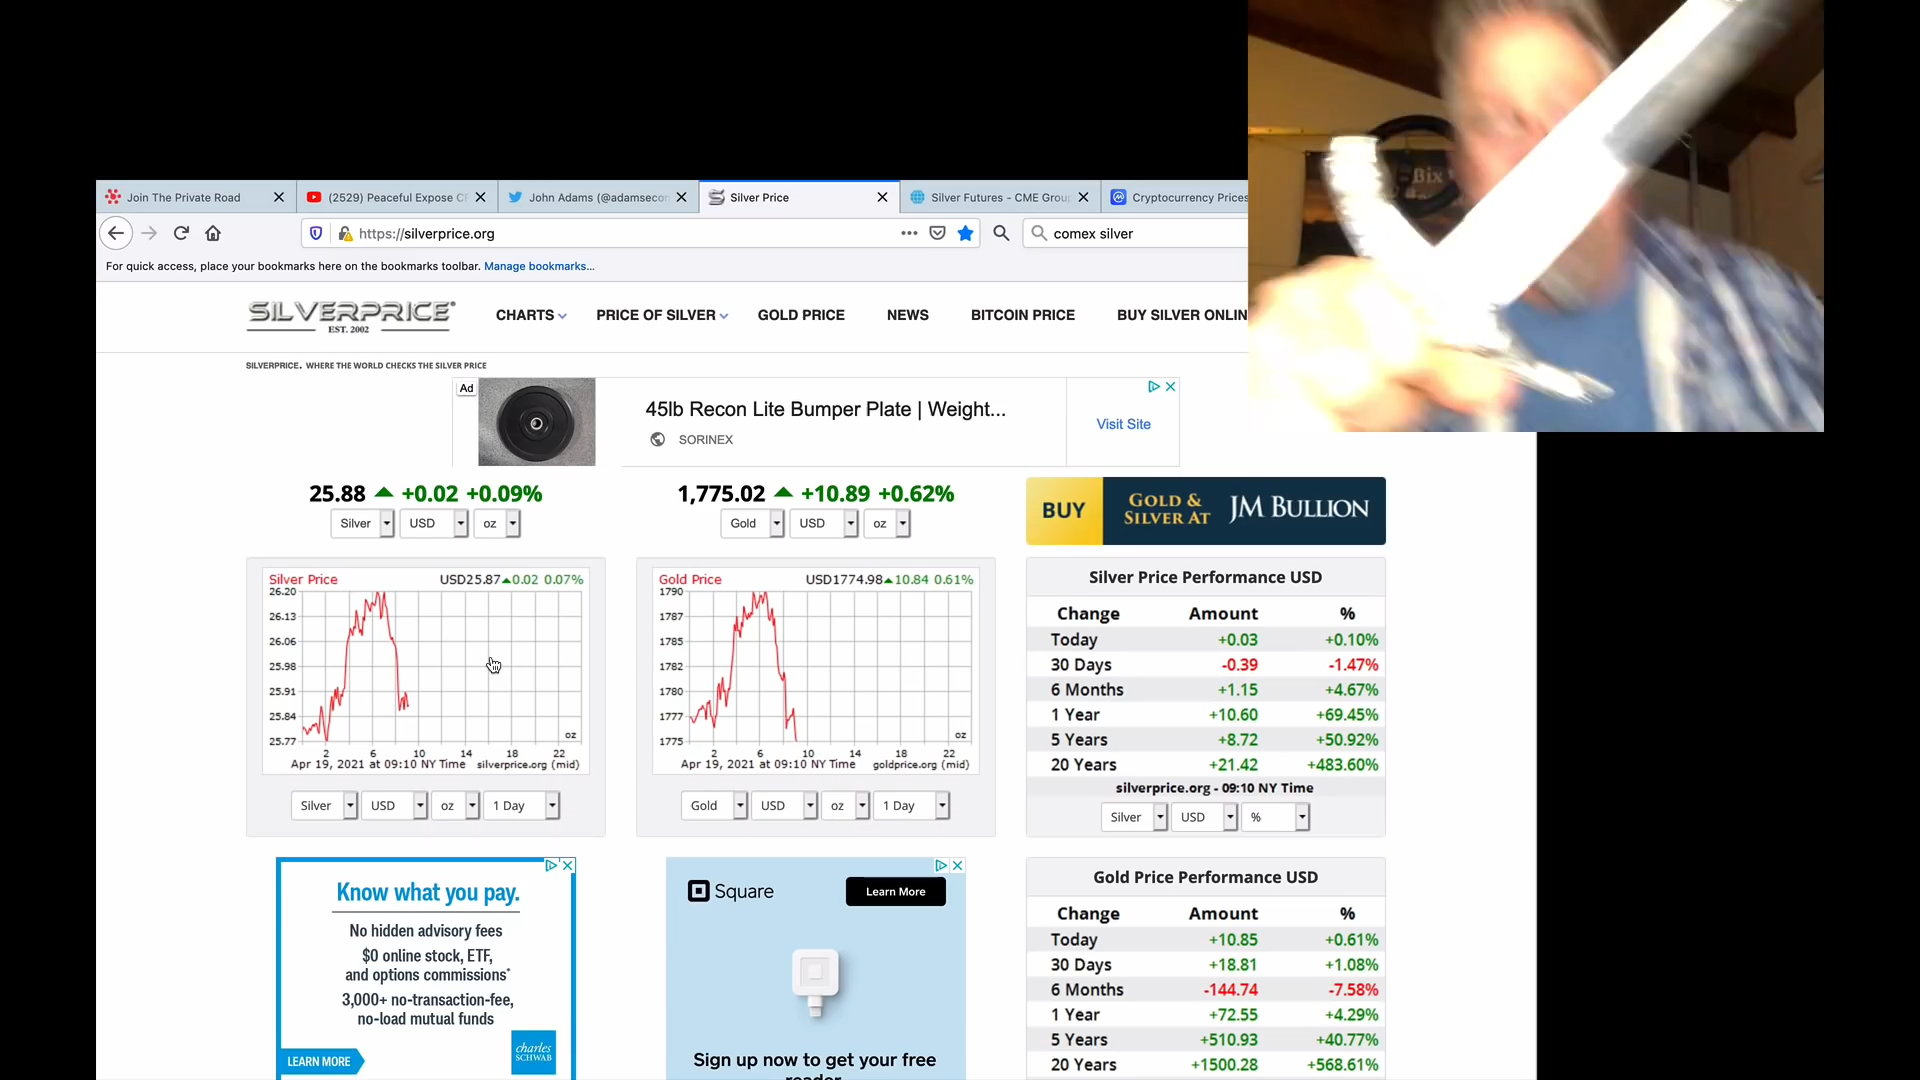 Join The Private Road
(2529) Peaceful Expose C
John Adams (@adamsecon
Silver Price
Silver Futures - CME Grou
Cryptocurrency Prices
https://silverprice.org
comex silver
For quick access, place your bookmarks here on the bookmarks toolbar. Manage bookmarks...
Bix
SILVERPRICE
EST. 2002
CHARTS
PRICE OF SILVER
GOLD PRICE
NEWS
BITCOIN PRICE
BUY SILVER ONLIN
SILVERPRICE. WHERE THE WORLD CHECKS THE SILVER PRICE
Ad
45lb Recon Lite Bumper Plate | Weight...
SORINEX
Visit Site
25.88 +0.02 +0.09%
Silver USD oz
1,775.02 +10.89 +0.62%
Gold USD oz
BUY GOLD & SILVER AT JM BULLION
Silver Price USD25.87 0.02 0.07%
26.20
26.13
26.06
25.98
25.91
25.84
25.77
oz
2 6 10 14 18 22
Apr 19, 2021 at 09:10 NY Time silverprice.org (mid)
Silver USD oz 1 Day
Gold Price USD1774.98 10.84 0.61%
1790
1787
1785
1782
1780
1777
1775
oz
2 6 10 14 18 22
Apr 19, 2021 at 09:10 NY Time goldprice.org (mid)
Gold USD oz 1 Day
Silver Price Performance USD
Change Amount %
Today +0.03 +0.10%
30 Days -0.39 -1.47%
6 Months +1.15 +4.67%
1 Year +10.60 +69.45%
5 Years +8.72 +50.92%
20 Years +21.42 +483.60%
silverprice.org - 09:10 NY Time
Silver USD %
Know what you pay.
No hidden advisory fees
$0 online stock, ETF,
and options commissions*
3,000+ no-transaction-fee,
no-load mutual funds
LEARN MORE
charles
SCHWAB
Square
Learn More
Sign up now to get your free
reader
Gold Price Performance USD
Change Amount %
Today +10.85 +0.61%
30 Days +18.81 +1.08%
6 Months -144.74 -7.58%
1 Year +72.55 +4.29%
5 Years +510.93 +40.77%
20 Years +1500.28 +568.61%